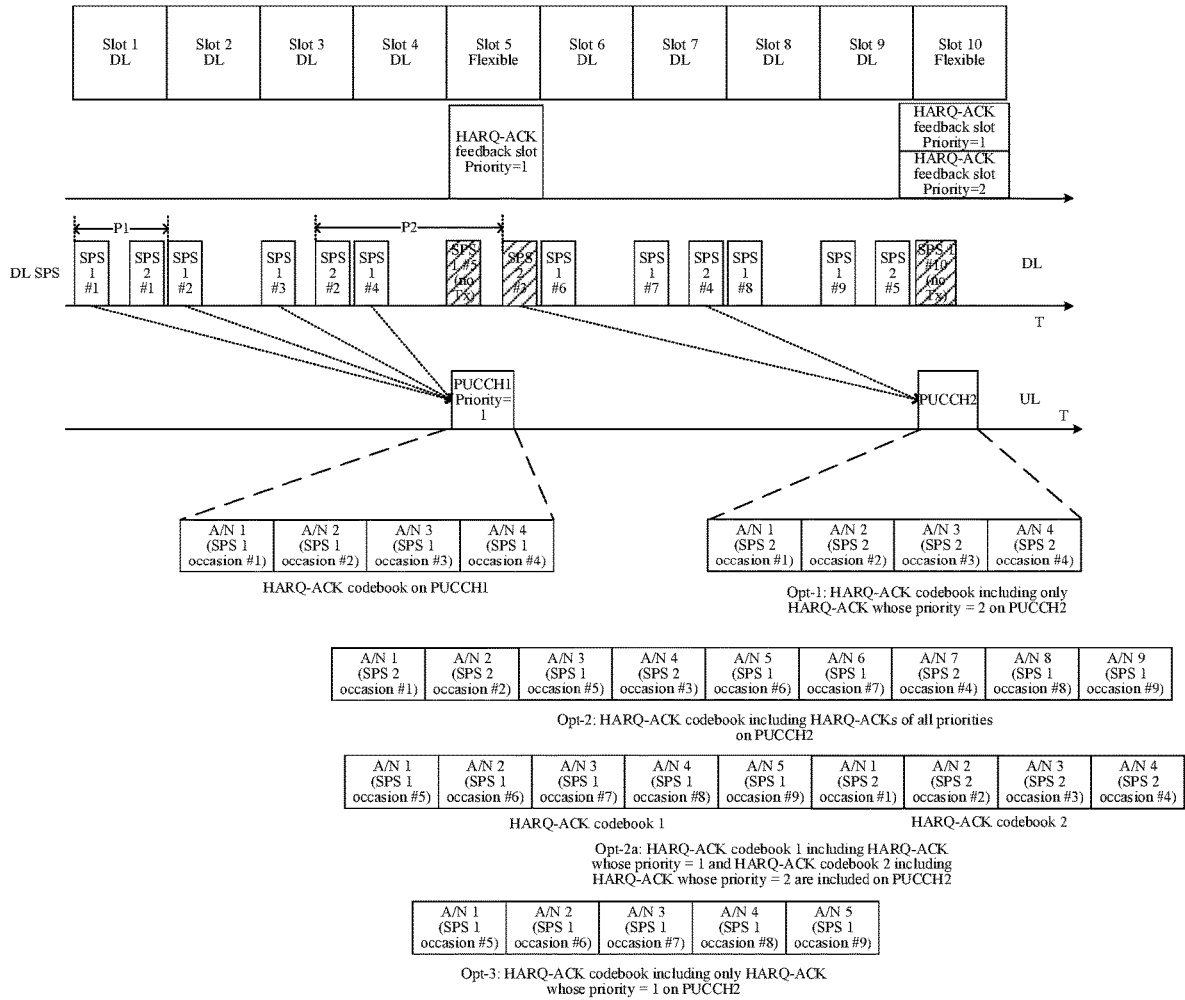 Slot 1
DL
Slot 2
DL
Slot 3
DL
Slot 4
DL
Slot 5
Flexible
Slot 6
DL
Slot 7
DL
Slot 8
DL
Slot 9
DL
Slot 10
Flexible
HARQ-ACK
feedback slot
Priority=1
HARQ-ACK
feedback slot
Priority=1
HARQ-ACK
feedback slot
Priority=2
P1
P2
DL SPS
SPS
1
#1
SPS
2
#1
SPS
1
#2
SPS
1
#3
SPS
2
#2
SPS
1
#4
SPS
1 #5
(no
Tx)
SPS
2
#3
SPS
1
#6
SPS
1
#7
SPS
2
#4
SPS
1
#8
SPS
1
#9
SPS
2
#5
SPS 1
#10
(no
Tx)
DL
T
PUCCH1
Priority=
1
PUCCH2
UL
T
A/N 1
(SPS 1
occasion #1)
A/N 2
(SPS 1
occasion #2)
A/N 3
(SPS 1
occasion #3)
A/N 4
(SPS 1
occasion #4)
HARQ-ACK codebook on PUCCH1
A/N 1
(SPS 2
occasion #1)
A/N 2
(SPS 2
occasion #2)
A/N 3
(SPS 2
occasion #3)
A/N 4
(SPS 2
occasion #4)
Opt-1: HARQ-ACK codebook including only
HARQ-ACK whose priority = 2 on PUCCH2
A/N 1
(SPS 2
occasion #1)
A/N 2
(SPS 2
occasion #2)
A/N 3
(SPS 1
occasion #5)
A/N 4
(SPS 2
occasion #3)
A/N 5
(SPS 1
occasion #6)
A/N 6
(SPS 1
occasion #7)
A/N 7
(SPS 2
occasion #4)
A/N 8
(SPS 1
occasion #8)
A/N 9
(SPS 1
occasion #9)
Opt-2: HARQ-ACK codebook including HARQ-ACKs of all priorities
on PUCCH2
A/N 1
(SPS 1
occasion #5)
A/N 2
(SPS 1
occasion #6)
A/N 3
(SPS 1
occasion #7)
A/N 4
(SPS 1
occasion #8)
A/N 5
(SPS 1
occasion #9)
A/N 1
(SPS 2
occasion #1)
A/N 2
(SPS 2
occasion #2)
A/N 3
(SPS 2
occasion #3)
A/N 4
(SPS 2
occasion #4)
HARQ-ACK codebook 1
HARQ-ACK codebook 2
Opt-2a: HARQ-ACK codebook 1 including HARQ-ACK
whose priority = 1 and HARQ-ACK codebook 2 including
HARQ-ACK whose priority = 2 are included on PUCCH2
A/N 1
(SPS 1
occasion #5)
A/N 2
(SPS 1
occasion #6)
A/N 3
(SPS 1
occasion #7)
A/N 4
(SPS 1
occasion #8)
A/N 5
(SPS 1
occasion #9)
Opt-3: HARQ-ACK codebook including only HARQ-ACK
whose priority = 1 on PUCCH2